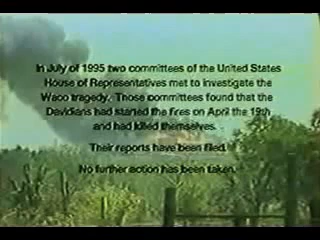 In July of 1995 two committees of the United States
House of Representatives met to investigate the
Waco tragedy. Those committees found that the
Davidians had started the fires on April the 19th
and had killed themselves.
Their reports have been filed.
No further action has been taken.